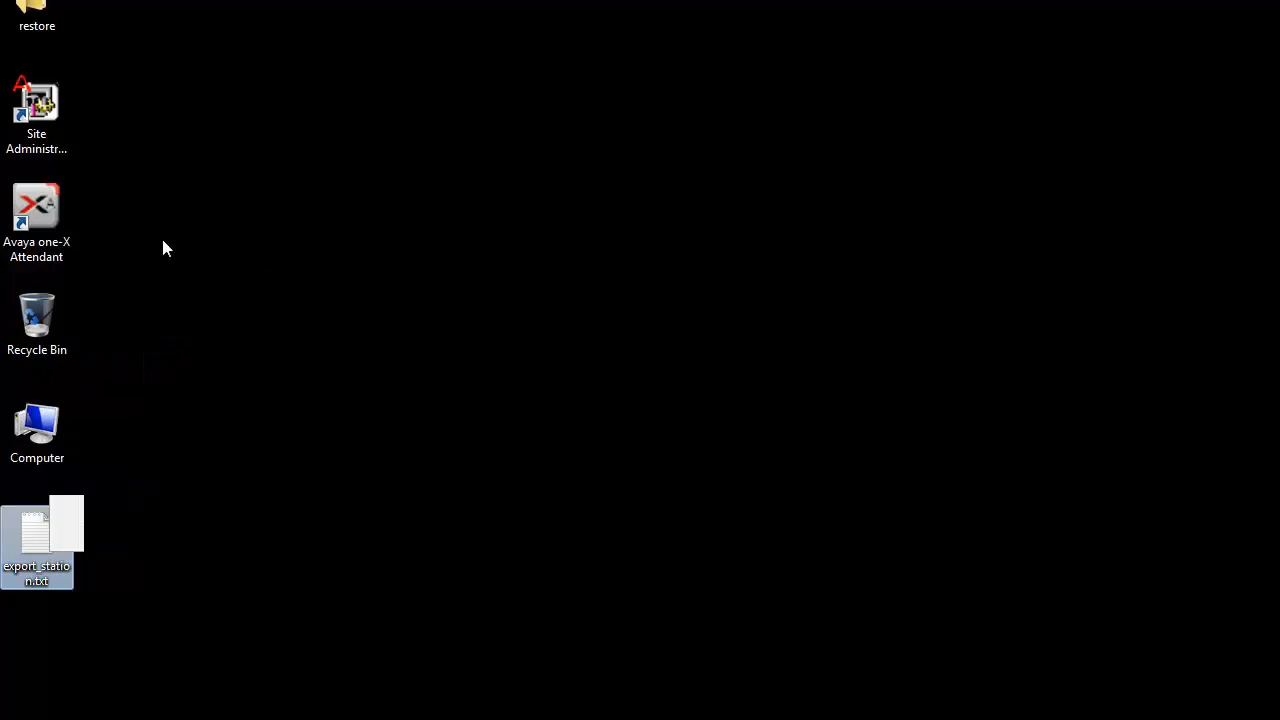 restore
Site
Administr...
Avaya one-X
Attendant
Recycle Bin
Computer
export_statio
n.txt